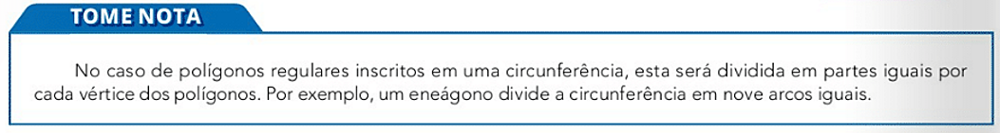 TOME NOTA
No caso de polígonos regulares inscritos em uma circunferência, esta será dividida em partes iguais por
cada vértice dos polígonos. Por exemplo, um eneágono divide a circunferência em nove arcos iguais.